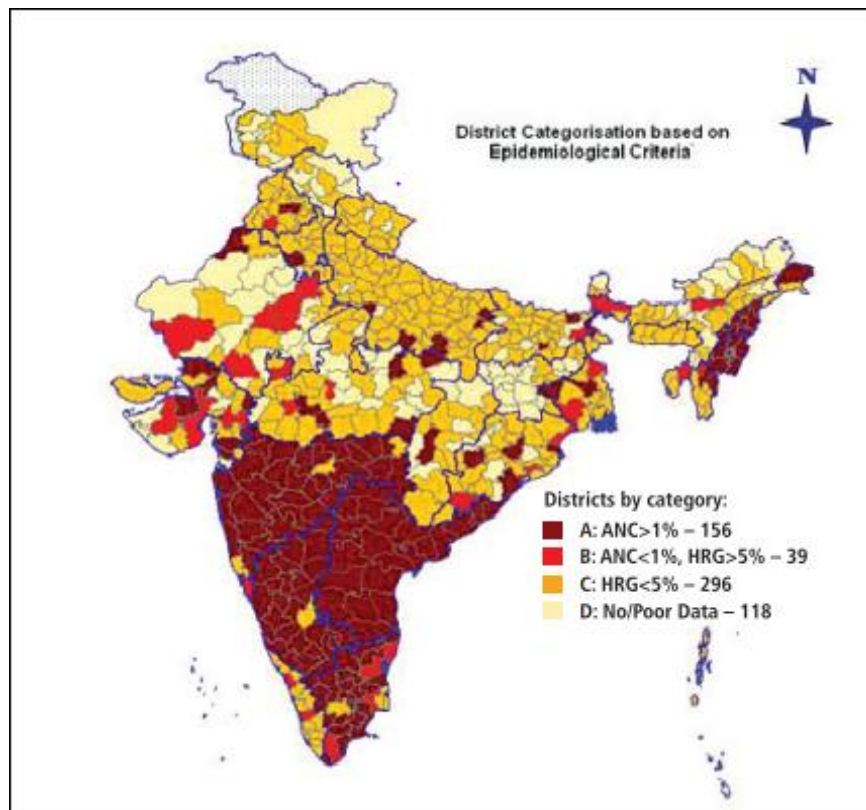 N
District Categorisation based on
Epidemiological Criteria
Districts by category:
A: ANC>1% – 156
B: ANC<1%, HRG>5% – 39
C: HRG<5% – 296
D: No/Poor Data – 118